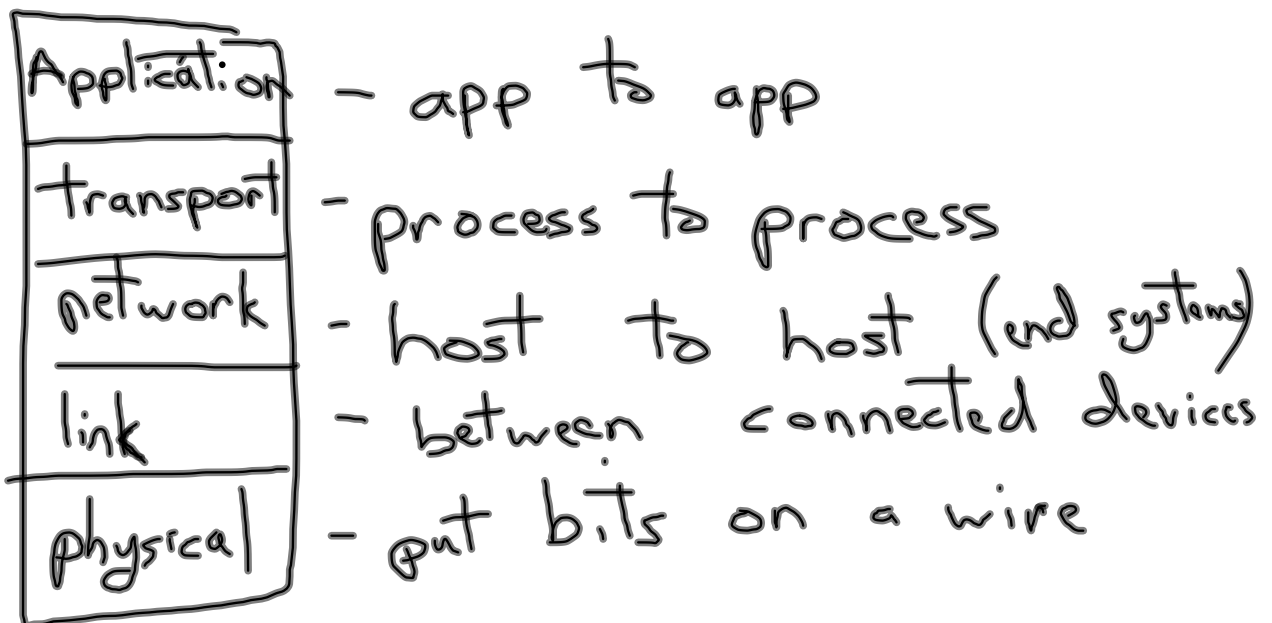 Application - app to app
transport - process to process
network - host to host (end systems)
link - between connected devices
physical - put bits on a wire